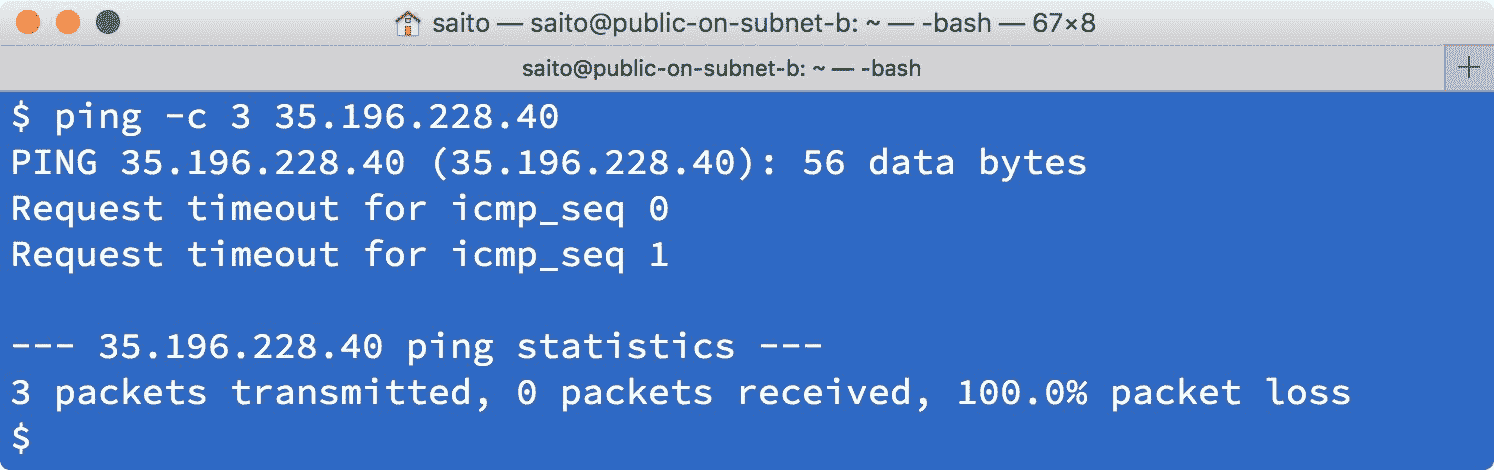 saito — saito@public-on-subnet-b: ~ — -bash — 67×8
saito@public-on-subnet-b: ~ — -bash
+
$ ping -c 3 35.196.228.40
PING 35.196.228.40 (35.196.228.40): 56 data bytes
Request timeout for icmp_seq 0
Request timeout for icmp_seq 1
--- 35.196.228.40 ping statistics ---
3 packets transmitted, 0 packets received, 100.0% packet loss
$